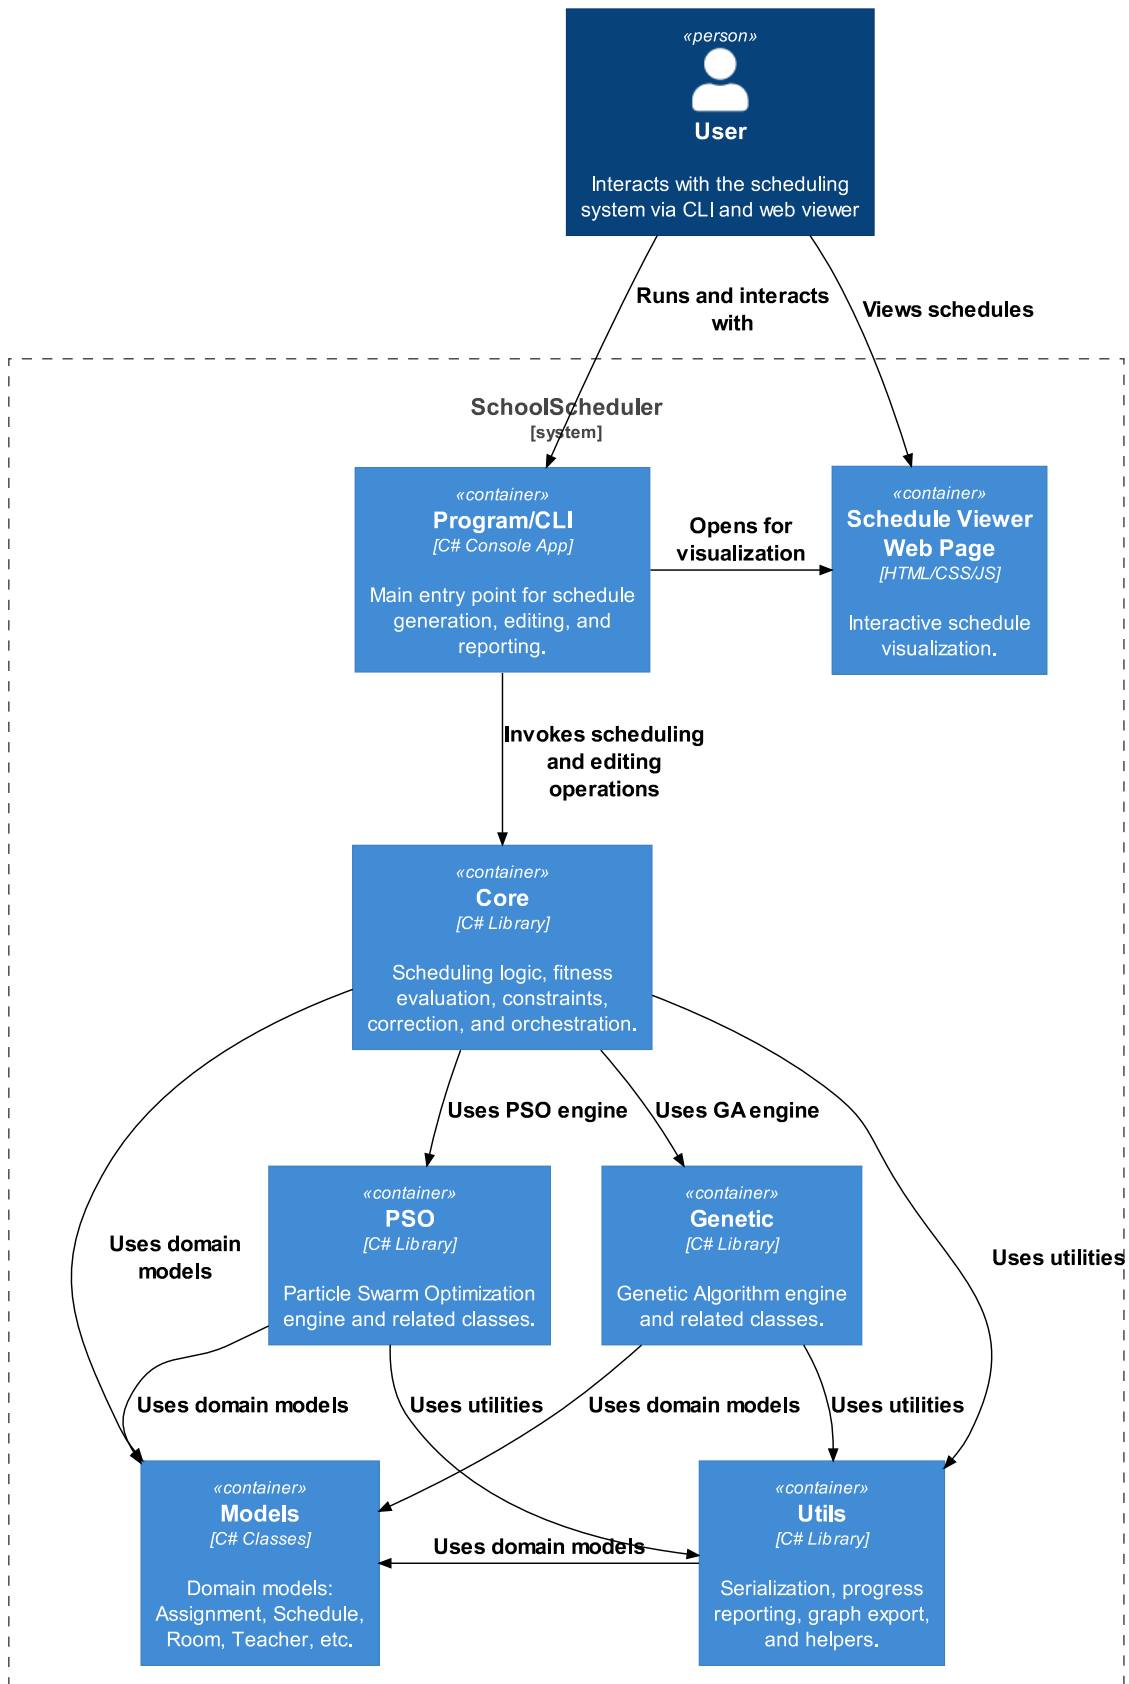 «person»
User
Interacts with the scheduling
system via CLI and web viewer
Runs and interacts
with
Views schedules
SchoolScheduler
[system]
«container»
Program/CLI
[C# Console App]
Main entry point for schedule
generation, editing, and
reporting.
Opens for
visualization
«container»
Schedule Viewer
Web Page
[HTML/CSS/JS]
Interactive schedule
visualization.
Invokes scheduling
and editing
operations
«container»
Core
[C# Library]
Scheduling logic, fitness
evaluation, constraints,
correction, and orchestration.
Uses PSO engine
Uses GA engine
«container»
PSO
[C# Library]
Particle Swarm Optimization
engine and related classes.
«container»
Genetic
[C# Library]
Genetic Algorithm engine
and related classes.
Uses domain
models
Uses utilities
Uses domain models
Uses utilities
Uses domain models
Uses utilities
«container»
Models
[C# Classes]
Domain models:
Assignment, Schedule,
Room, Teacher, etc.
Uses domain models
«container»
Utils
[C# Library]
Serialization, progress
reporting, graph export,
and helpers.